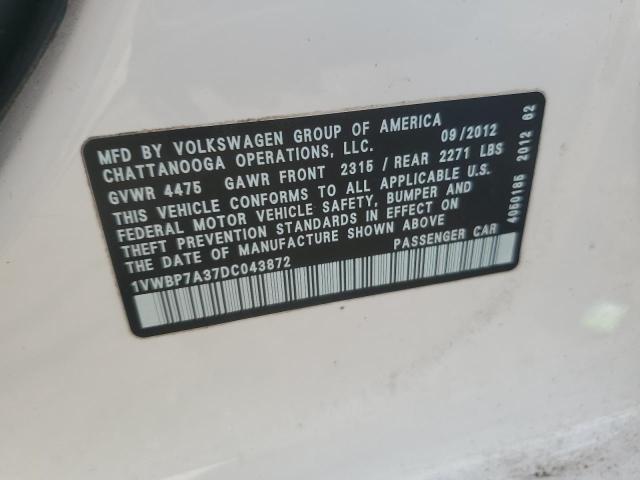 MFD BY VOLKSWAGEN GROUP OF AMERICA 09/2012
CHATTANOOGA OPERATIONS, LLC.
GVWR 4475 GAWR FRONT 2315 / REAR 2271 LBS
THIS VEHICLE CONFORMS TO ALL APPLICABLE U.S.
FEDERAL MOTOR VEHICLE SAFETY, BUMPER AND
THEFT PREVENTION STANDARDS IN EFFECT ON
THE DATE OF MANUFACTURE SHOWN ABOVE
1VWBP7A37DC043872 PASSENGER CAR
4050185 2012 62